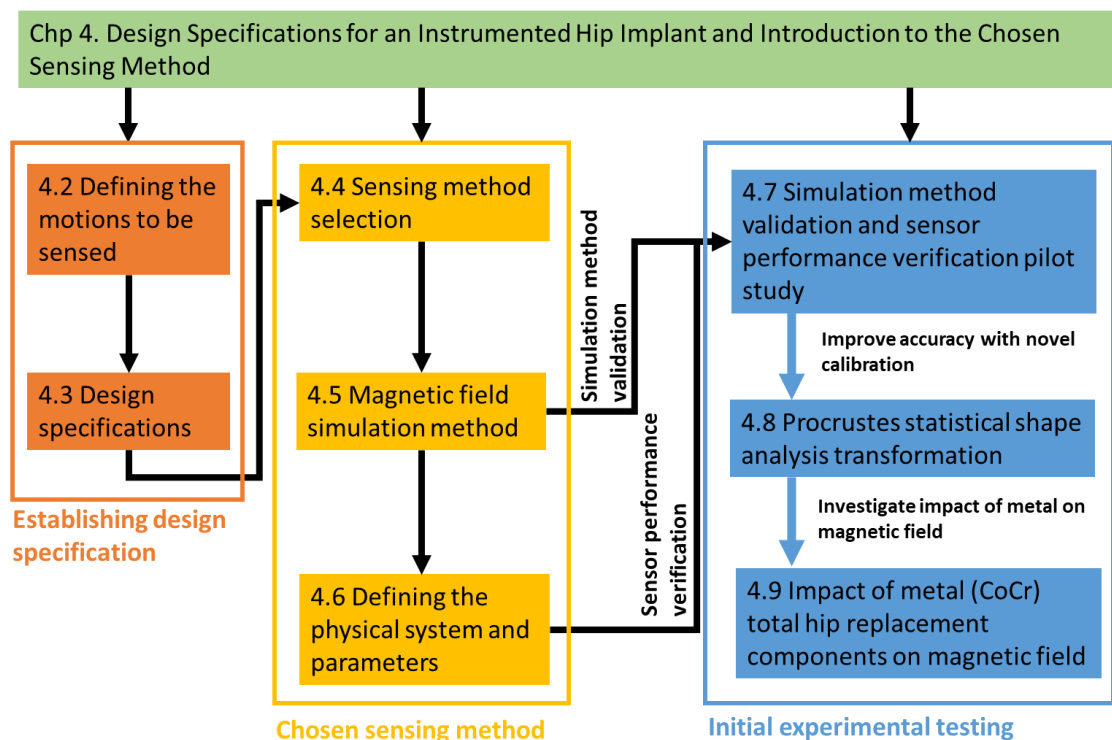 Chp 4. Design Specifications for an Instrumented Hip Implant and Introduction to the Chosen
Sensing Method
4.2 Defining the
motions to be
sensed
4.3 Design
specifications
Establishing design
specification
4.4 Sensing method
selection
4.5 Magnetic field
simulation method
4.6 Defining the
physical system and
parameters
Chosen sensing method
Simulation method
validation
Sensor performance
verification
4.7 Simulation method
validation and sensor
performance verification pilot
study
Improve accuracy with novel
calibration
4.8 Procrustes statistical shape
analysis transformation
Investigate impact of metal on
magnetic field
4.9 Impact of metal (CoCr)
total hip replacement
components on magnetic field
Initial experimental testing